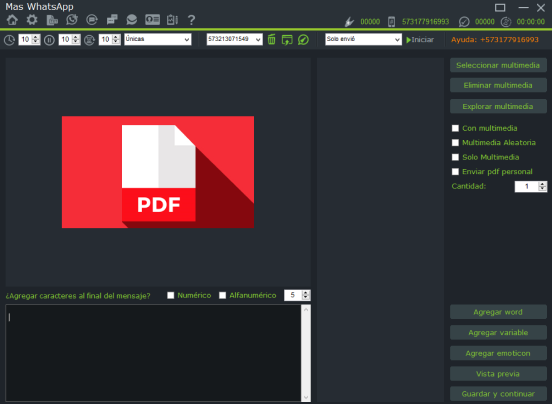 Mas WhatsApp
00000 573177916993 00000 00:00:00
10 10 10 Únicas 573213071549 Solo envió Iniciar Ayuda: +573177916993
Seleccionar multimedia
Eliminar multimedia
Explorar multimedia
Con multimedia
Multimedia Aleatoria
Solo Multimedia
Enviar pdf personal
Cantidad: 1
PDF
¿Agregar caracteres al final del mensaje? Numérico Alfanumérico 5
Agregar word
Agregar variable
Agregar emoticon
Vista previa
Guardar y continuar